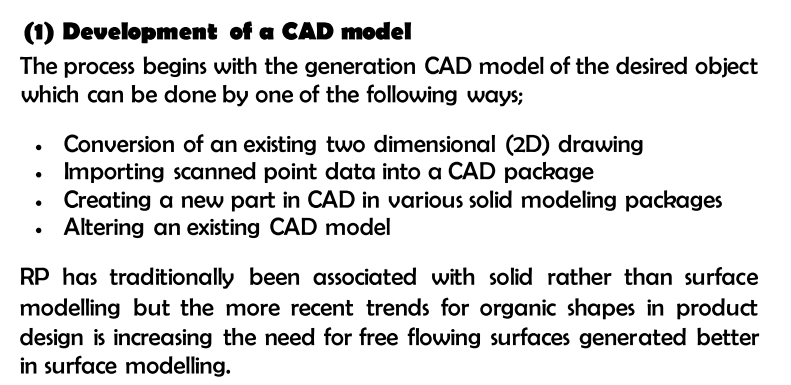 (1) Development of a CAD model
The process begins with the generation CAD model of the desired object
which can be done by one of the following ways;
• Conversion of an existing two dimensional (2D) drawing
• Importing scanned point data into a CAD package
• Creating a new part in CAD in various solid modeling packages
• Altering an existing CAD model
RP has traditionally been associated with solid rather than surface
modelling but the more recent trends for organic shapes in product
design is increasing the need for free flowing surfaces generated better
in surface modelling.